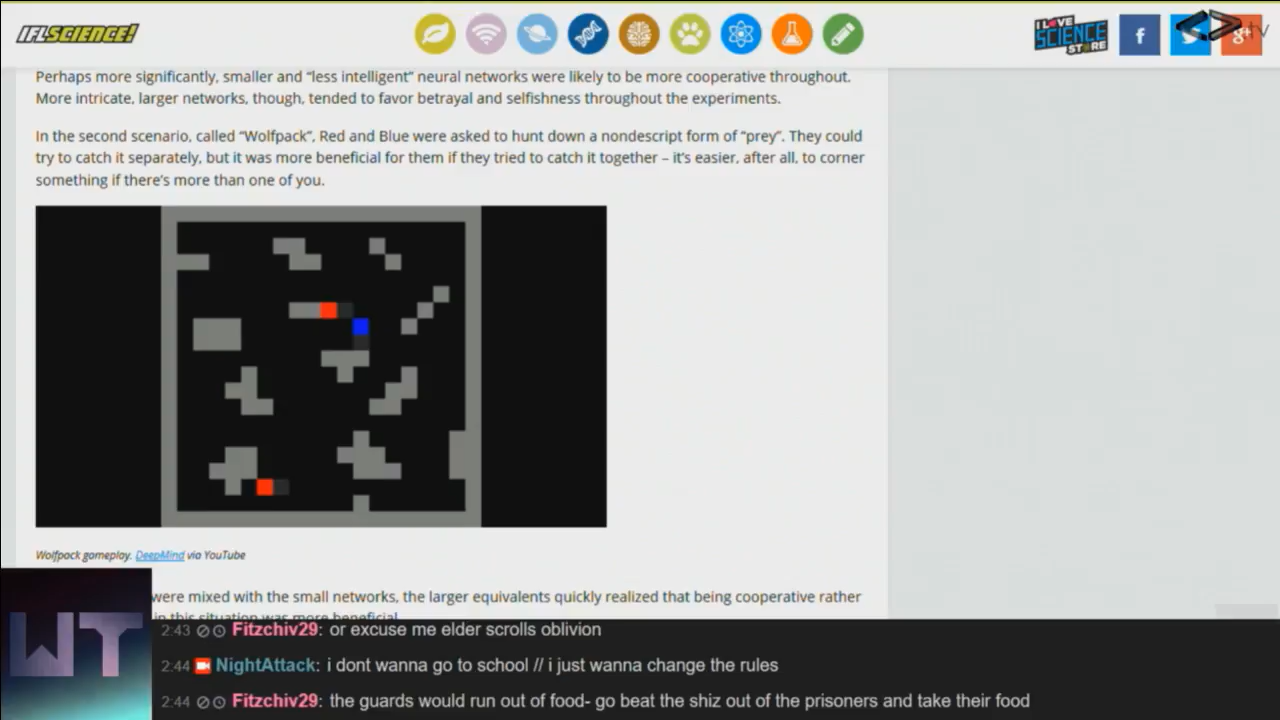 IFLSCIENCE!
I LOVE
SCIENCE
STORE
f
g+
tv
Perhaps more significantly, smaller and “less intelligent” neural networks were likely to be more cooperative throughout.
More intricate, larger networks, though, tended to favor betrayal and selfishness throughout the experiments.
In the second scenario, called “Wolfpack”, Red and Blue were asked to hunt down a nondescript form of “prey”. They could
try to catch it separately, but it was more beneficial for them if they tried to catch it together – it’s easier, after all, to corner
something if there’s more than one of you.
Wolfpack gameplay. DeepMind via YouTube
were mixed with the small networks, the larger equivalents quickly realized that being cooperative rather
in this situation was more beneficial.
WT
2:43 Fitzchiv29: or excuse me elder scrolls oblivion
2:44 NightAttack: i dont wanna go to school // i just wanna change the rules
2:44 Fitzchiv29: the guards would run out of food- go beat the shiz out of the prisoners and take their food